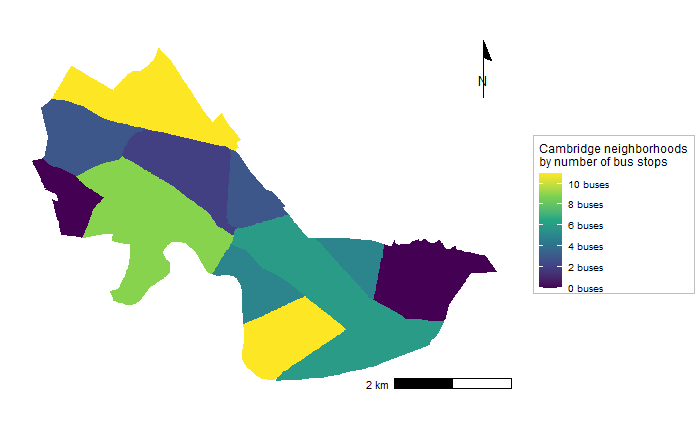 N
Cambridge neighborhoods
by number of bus stops
10 buses
8 buses
6 buses
4 buses
2 buses
0 buses
2 km